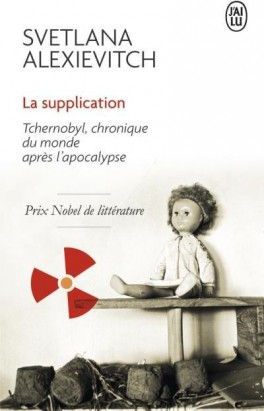 J'AI
LU
SVETLANA
ALEXIEVITCH
La supplication
Tchernobyl, chronique
du monde
après l'apocalypse
Prix Nobel de littérature